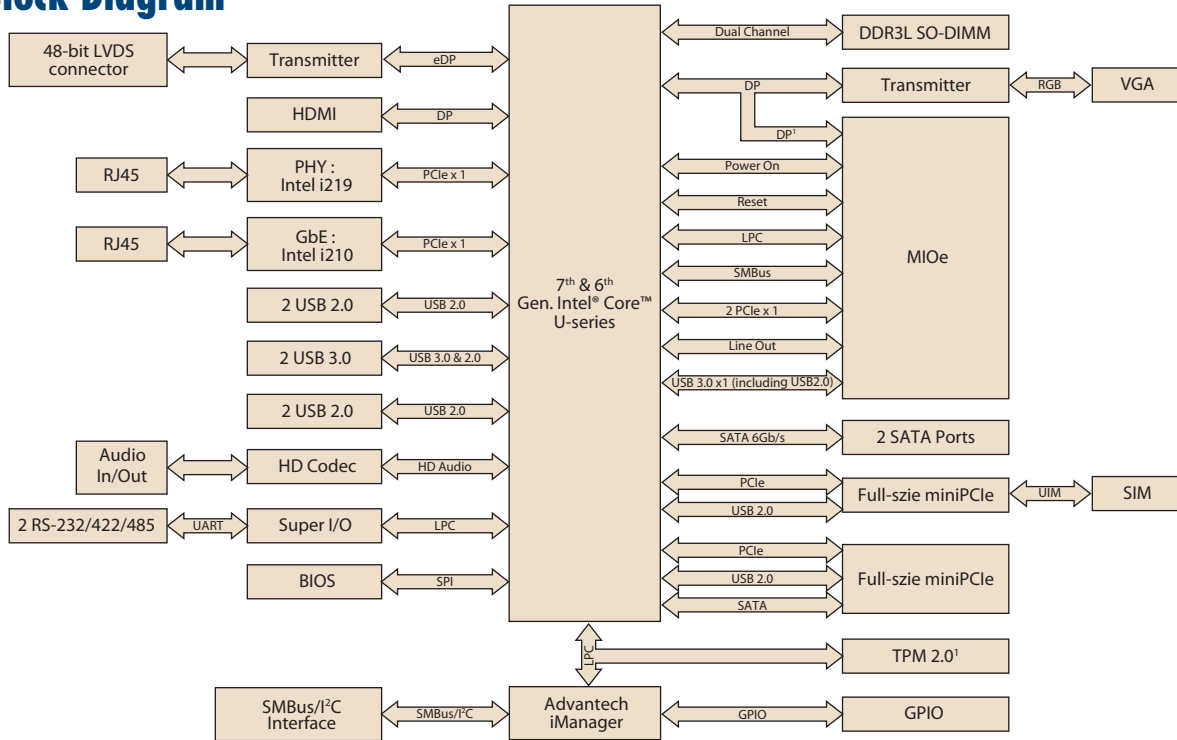 Block Diagram
48-bit LVDS
connector
Transmitter
eDP
HDMI
DP
RJ45
PHY :
Intel i219
PCIe x 1
RJ45
GbE :
Intel i210
PCIe x 1
2 USB 2.0
USB 2.0
2 USB 3.0
USB 3.0 & 2.0
2 USB 2.0
USB 2.0
Audio
In/Out
HD Codec
HD Audio
2 RS-232/422/485
UART
Super I/O
LPC
BIOS
SPI
7th & 6th
Gen. Intel® Core™
U-series
Dual Channel
DDR3L SO-DIMM
DP
Transmitter
RGB
VGA
DP¹
Power On
Reset
LPC
SMBus
2 PCIe x 1
Line Out
USB 3.0 x1 (including USB2.0)
MIOe
SATA 6Gb/s
2 SATA Ports
PCIe
USB 2.0
Full-szie miniPCIe
UIM
SIM
PCIe
USB 2.0
SATA
Full-szie miniPCIe
LPC
TPM 2.0¹
SMBus/I²C
Interface
SMBus/I²C
Advantech
iManager
GPIO
GPIO